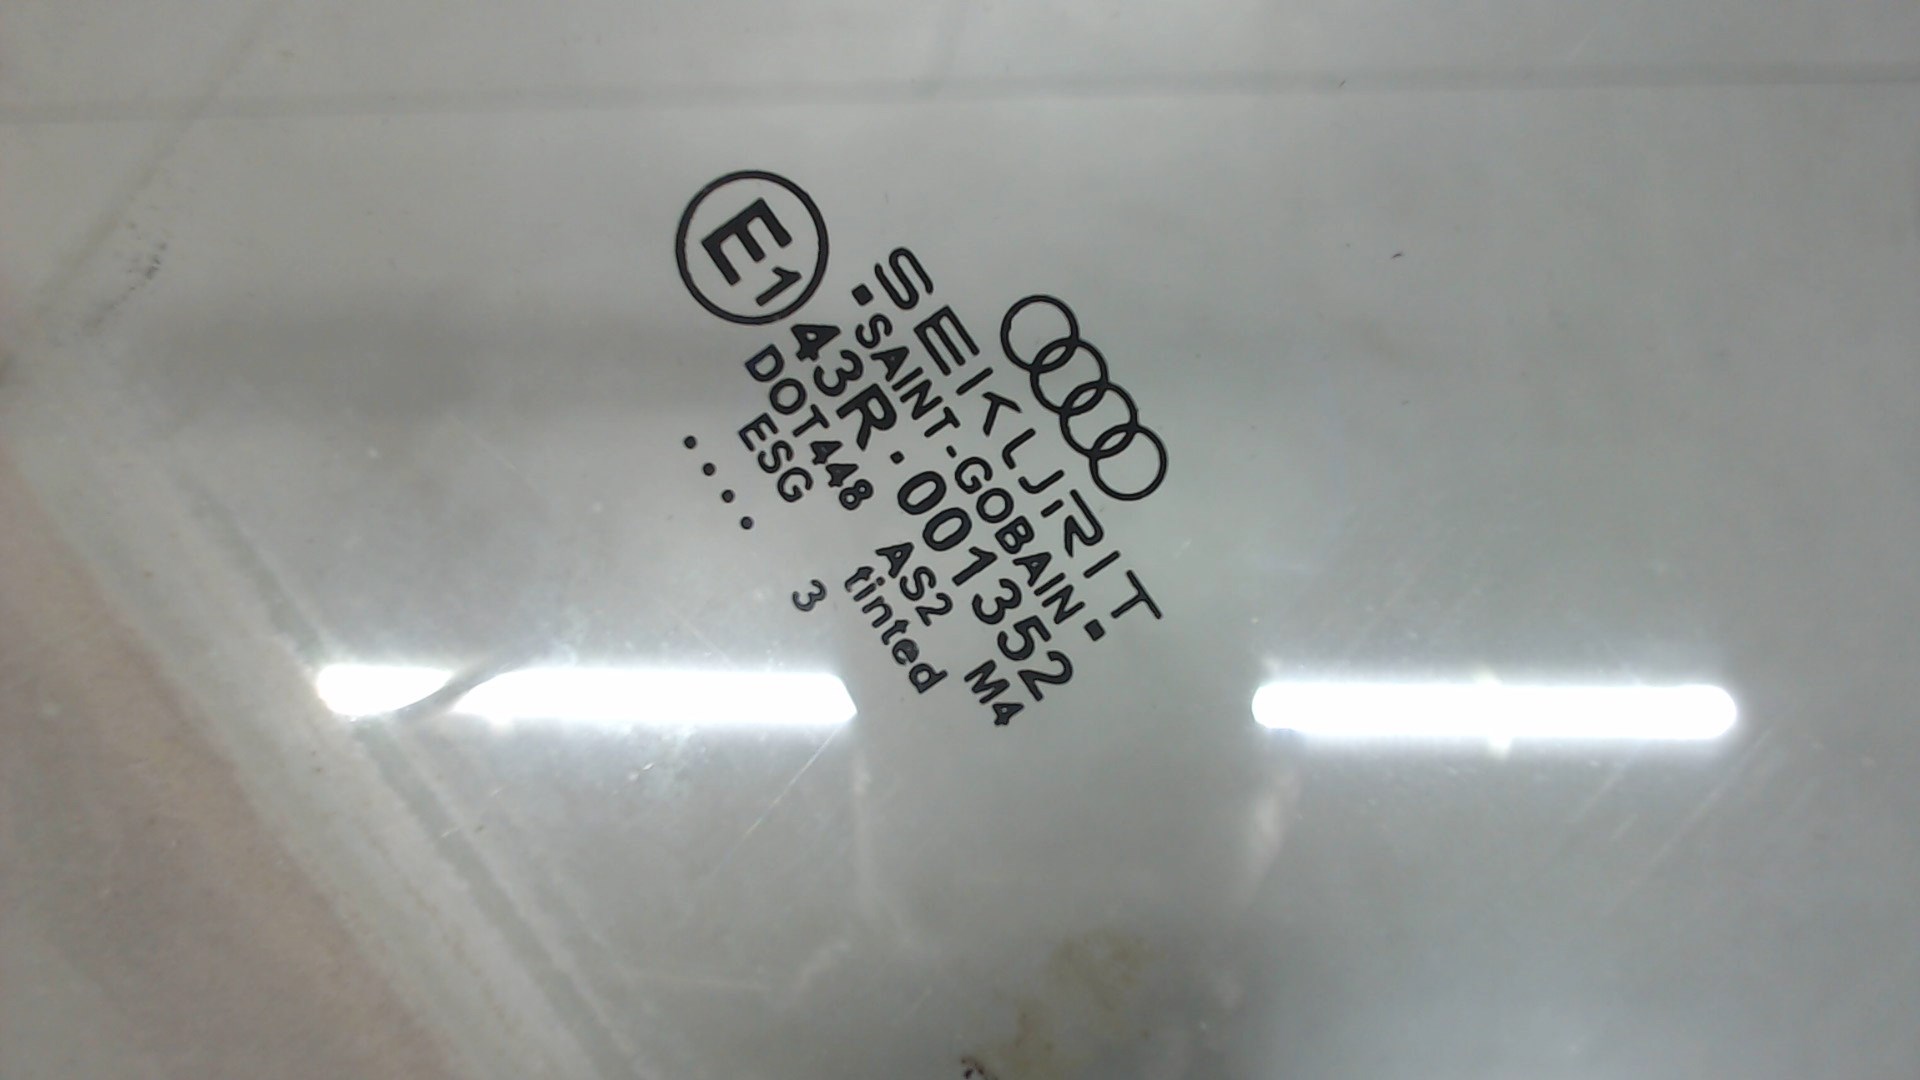 SEKURIT
SAINT-GOBAIN
E1 43R.001352
DOT448 AS2 M4
ESG tinted
.... 3